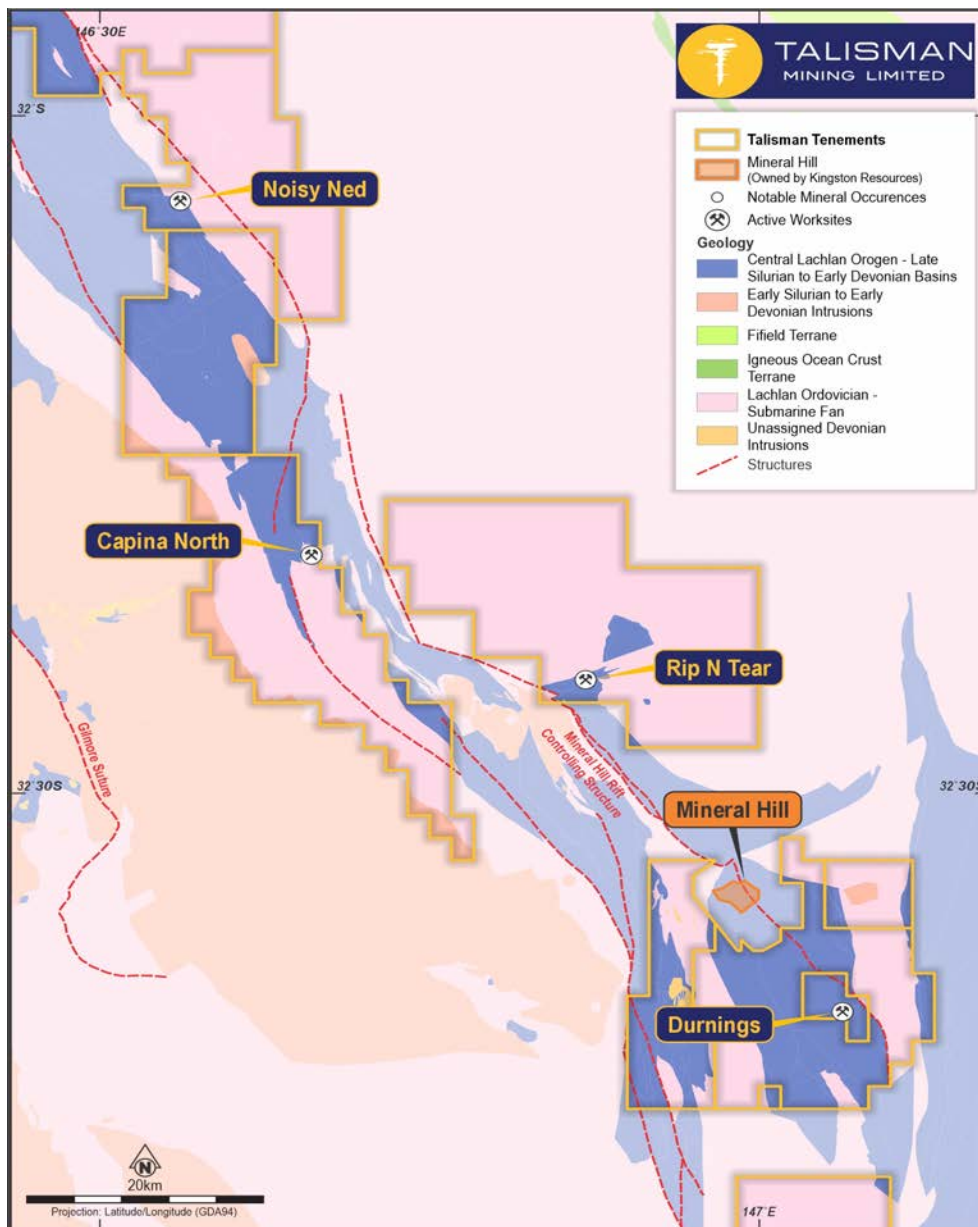 146°30E
TALISMAN
MINING LIMITED
32°S
Talisman Tenements
Mineral Hill
(Owned by Kingston Resources)
Notable Mineral Occurences
Active Worksites
Geology
Central Lachlan Orogen - Late
Silurian to Early Devonian Basins
Early Silurian to Early
Devonian Intrusions
Fifield Terrane
Igneous Ocean Crust
Terrane
Lachlan Ordovician -
Submarine Fan
Unassigned Devonian
Intrusions
Structures
Noisy Ned
Capina North
Rip N Tear
Gilmore Suture
Mineral Hill Rift
Controlling Structure
32°30S
32°30S
Mineral Hill
Durnings
N
20km
Projection: Latitude/Longitude (GDA94)
147°E